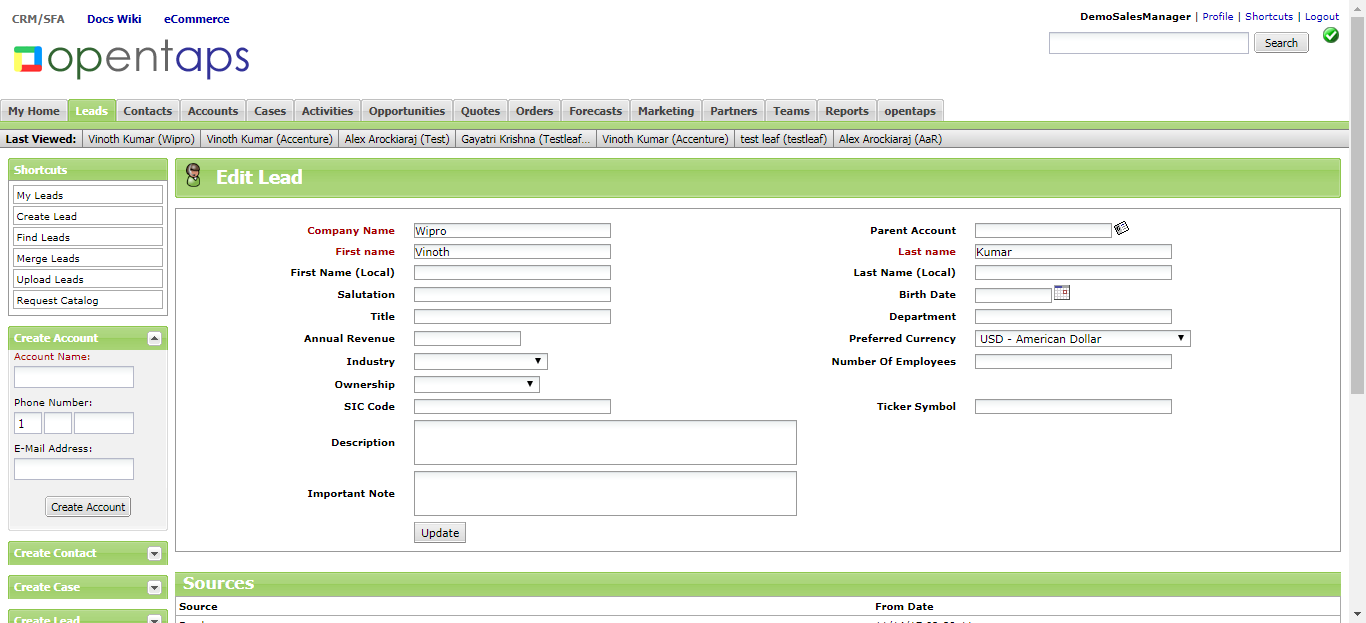 CRM/SFA Docs Wiki eCommerce
DemoSalesManager | Profile | Shortcuts | Logout
opentaps
Search
My Home Leads Contacts Accounts Cases Activities Opportunities Quotes Orders Forecasts Marketing Partners Teams Reports opentaps
Last Viewed: Vinoth Kumar (Wipro) Vinoth Kumar (Accenture) Alex Arockiaraj (Test) Gayatri Krishna (Testleaf... Vinoth Kumar (Accenture) test leaf (testleaf) Alex Arockiaraj (AaR)
Shortcuts
My Leads
Create Lead
Find Leads
Merge Leads
Upload Leads
Request Catalog
Create Account
Account Name:
Phone Number:
1
E-Mail Address:
Create Account
Create Contact
Create Case
Create Lead
Edit Lead
Company Name Wipro Parent Account
First name Vinoth Last name Kumar
First Name (Local) Last Name (Local)
Salutation Birth Date
Title Department
Annual Revenue Preferred Currency USD - American Dollar
Industry Number Of Employees
Ownership
SIC Code Ticker Symbol
Description
Important Note
Update
Sources
Source From Date